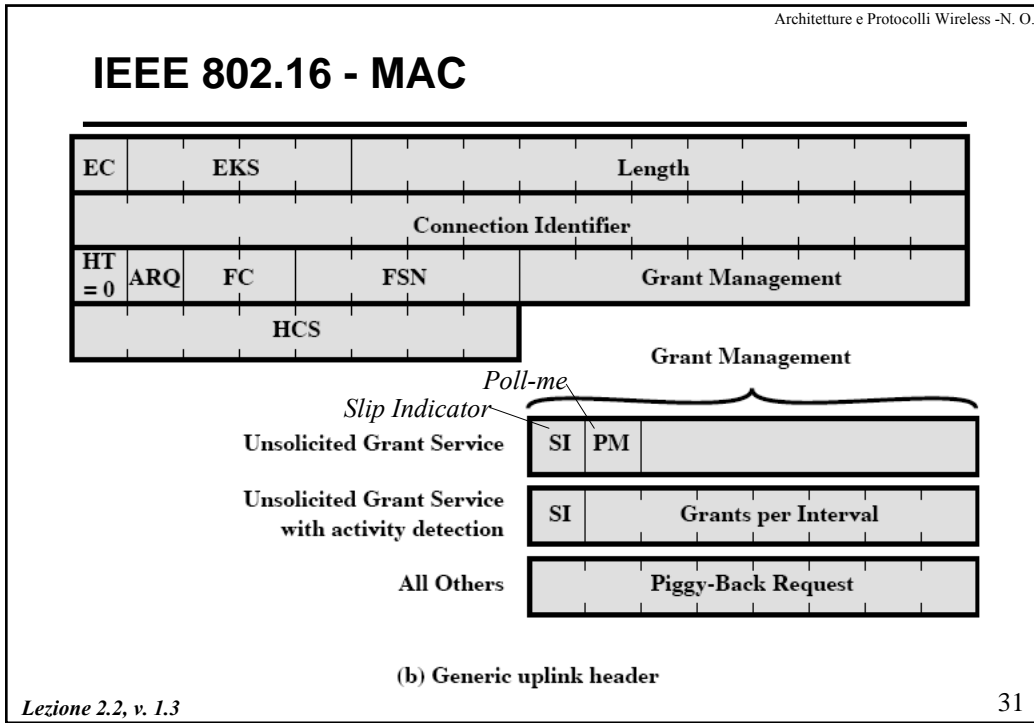 Architetture e Protocolli Wireless -N. O.
IEEE 802.16 - MAC
EC EKS Length
Connection Identifier
HT = 0 ARQ FC FSN Grant Management
HCS
Grant Management
Poll-me
Slip Indicator
Unsolicited Grant Service SI PM
Unsolicited Grant Service with activity detection SI Grants per Interval
All Others Piggy-Back Request
(b) Generic uplink header
Lezione 2.2, v. 1.3 31